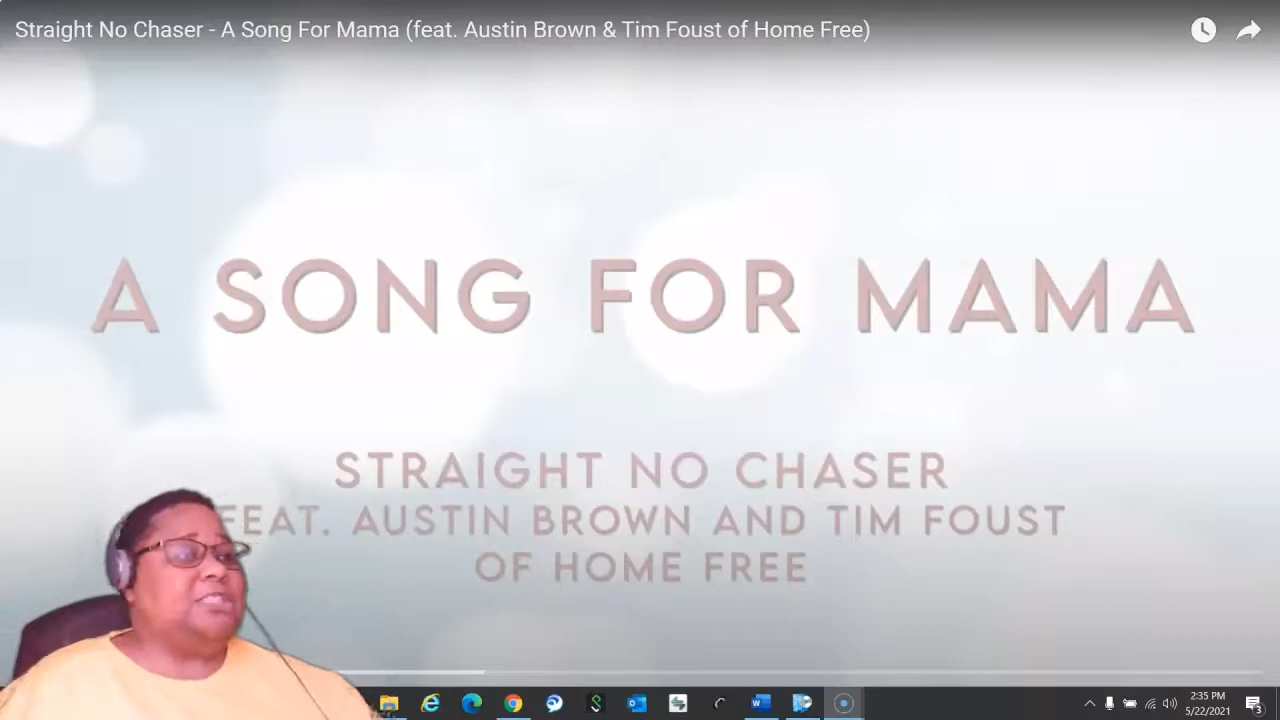 Straight No Chaser - A Song For Mama (feat. Austin Brown & Tim Foust of Home Free)
A SONG FOR MAMA
STRAIGHT NO CHASER
FEAT. AUSTIN BROWN AND TIM FOUST
OF HOME FREE
2:35 PM
5/22/2021
3